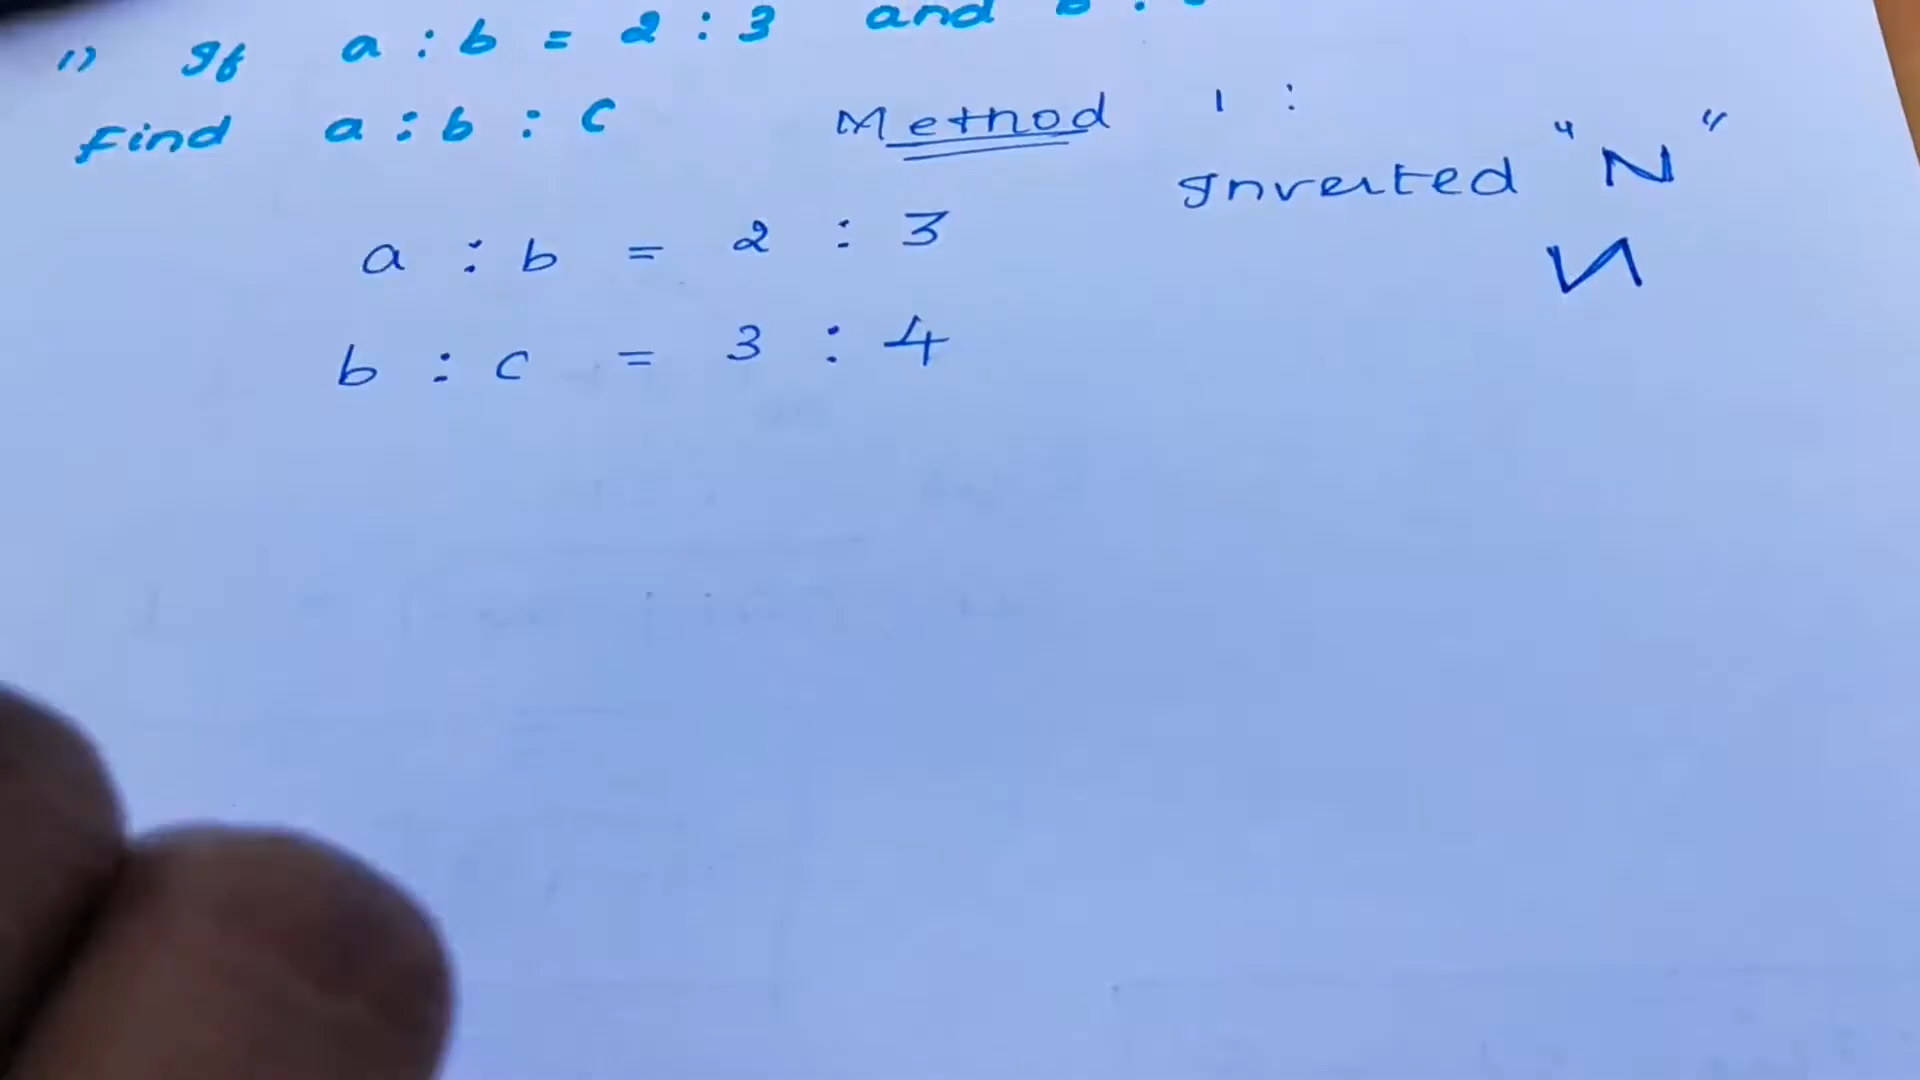 1) If a : b = 2 : 3 and
Find a : b : c
Method 1 :
Inverted "N"
И
a : b = 2 : 3
b : c = 3 : 4